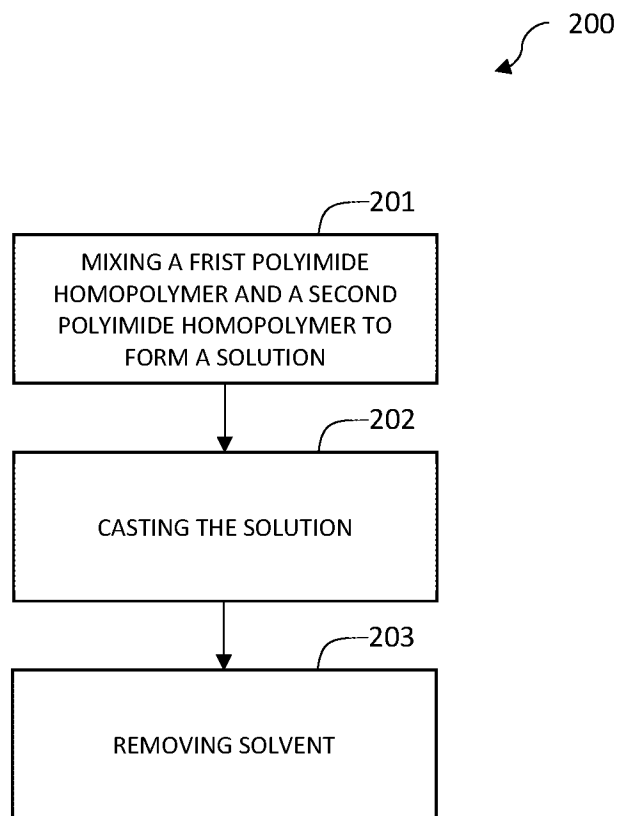 200
201
MIXING A FRIST POLYIMIDE
HOMOPOLYMER AND A SECOND
POLYIMIDE HOMOPOLYMER TO
FORM A SOLUTION
202
CASTING THE SOLUTION
203
REMOVING SOLVENT